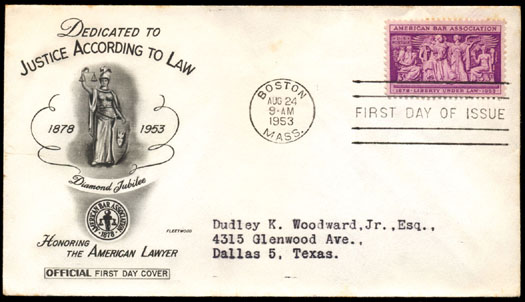 DEDICATED TO
JUSTICE ACCORDING TO LAW
1878 1953
Diamond Jubilee
AMERICAN BAR ASSOCIATION
·1878·
HONORING
THE AMERICAN LAWYER
FLEETWOOD
OFFICIAL FIRST DAY COVER
BOSTON
AUG 24
9-AM
1953
MASS.
AMERICAN BAR ASSOCIATION
1878·LIBERTY UNDER LAW·1953
FIRST DAY OF ISSUE
Dudley K. Woodward,Jr.,Esq.,
4315 Glenwood Ave.,
Dallas 5, Texas.